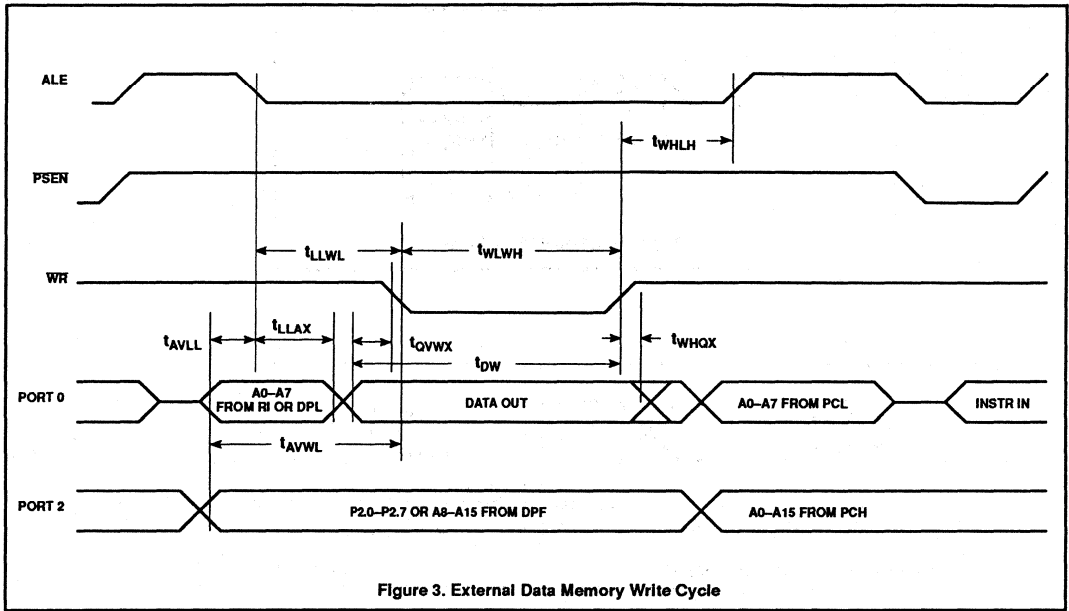 ALE
tWHLH
PSEN
tLLWL
tWLWH
WR
tAVLL
tLLAX
tQVWX
tWHQX
tDW
PORT 0
A0–A7
FROM RI OR DPL
DATA OUT
A0–A7 FROM PCL
INSTR IN
tAVWL
PORT 2
P2.0–P2.7 OR A8–A15 FROM DPF
A0–A15 FROM PCH
Figure 3. External Data Memory Write Cycle